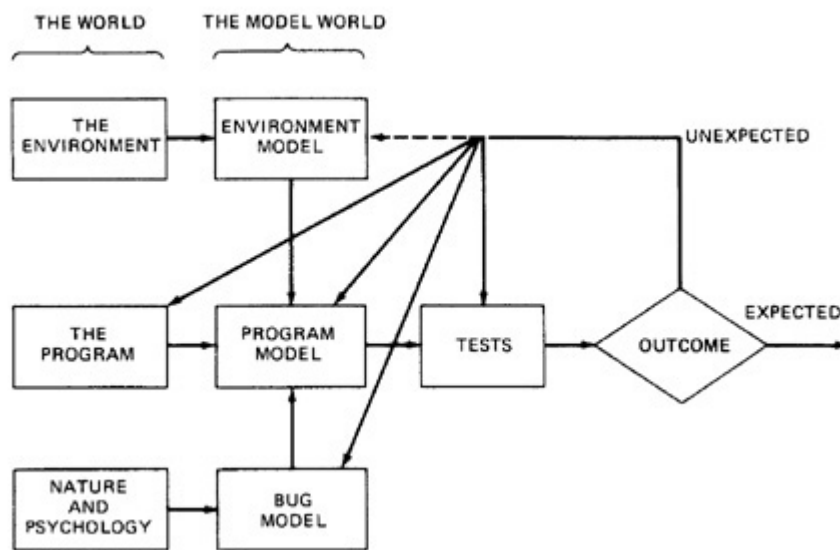 THE WORLD
THE MODEL WORLD
THE
ENVIRONMENT
ENVIRONMENT
MODEL
UNEXPECTED
THE
PROGRAM
PROGRAM
MODEL
TESTS
OUTCOME
EXPECTED
NATURE
AND
PSYCHOLOGY
BUG
MODEL